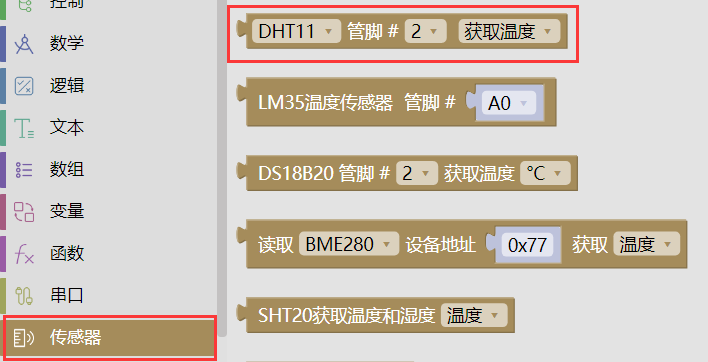 控制
数学
逻辑
文本
数组
变量
函数
串口
传感器
DHT11 管脚 # 2 获取温度
LM35温度传感器 管脚 # A0
DS18B20 管脚 # 2 获取温度 °C
读取 BME280 设备地址 0x77 获取 温度
SHT20获取温度和湿度 温度